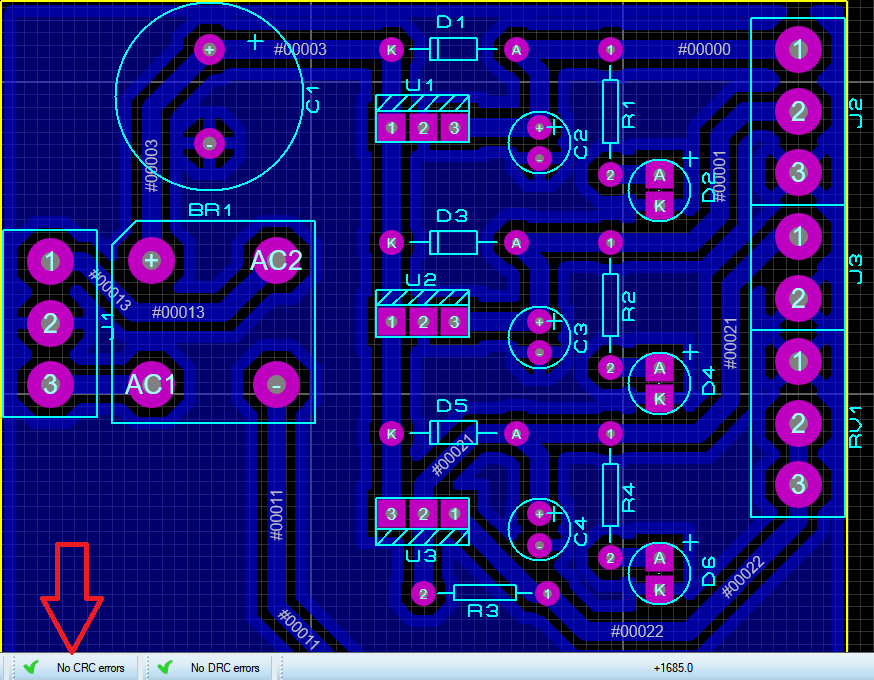 D1
+ + K A 1 1
#00003 #00000
U1
C1
1 2 3
+ +
-
C2
R1
2
J2
-
#00003
2
A +
K
D2
#00001
3
BR1
D3
K A 1
1
1 + AC2
#00013
#00013
U2
1 2 3
+ +
-
C3
R2
2
J3
2
J1
3 AC1 -
2
A +
K
D4
#00021
1
D5
K A 1
#00021
2
RV1
3
#00011
3 2 1
U3
+ +
-
C4
R4
2
A +
K
D6
#00022
2 1
R3
#00011
#00022
No CRC errors No DRC errors +1685.0